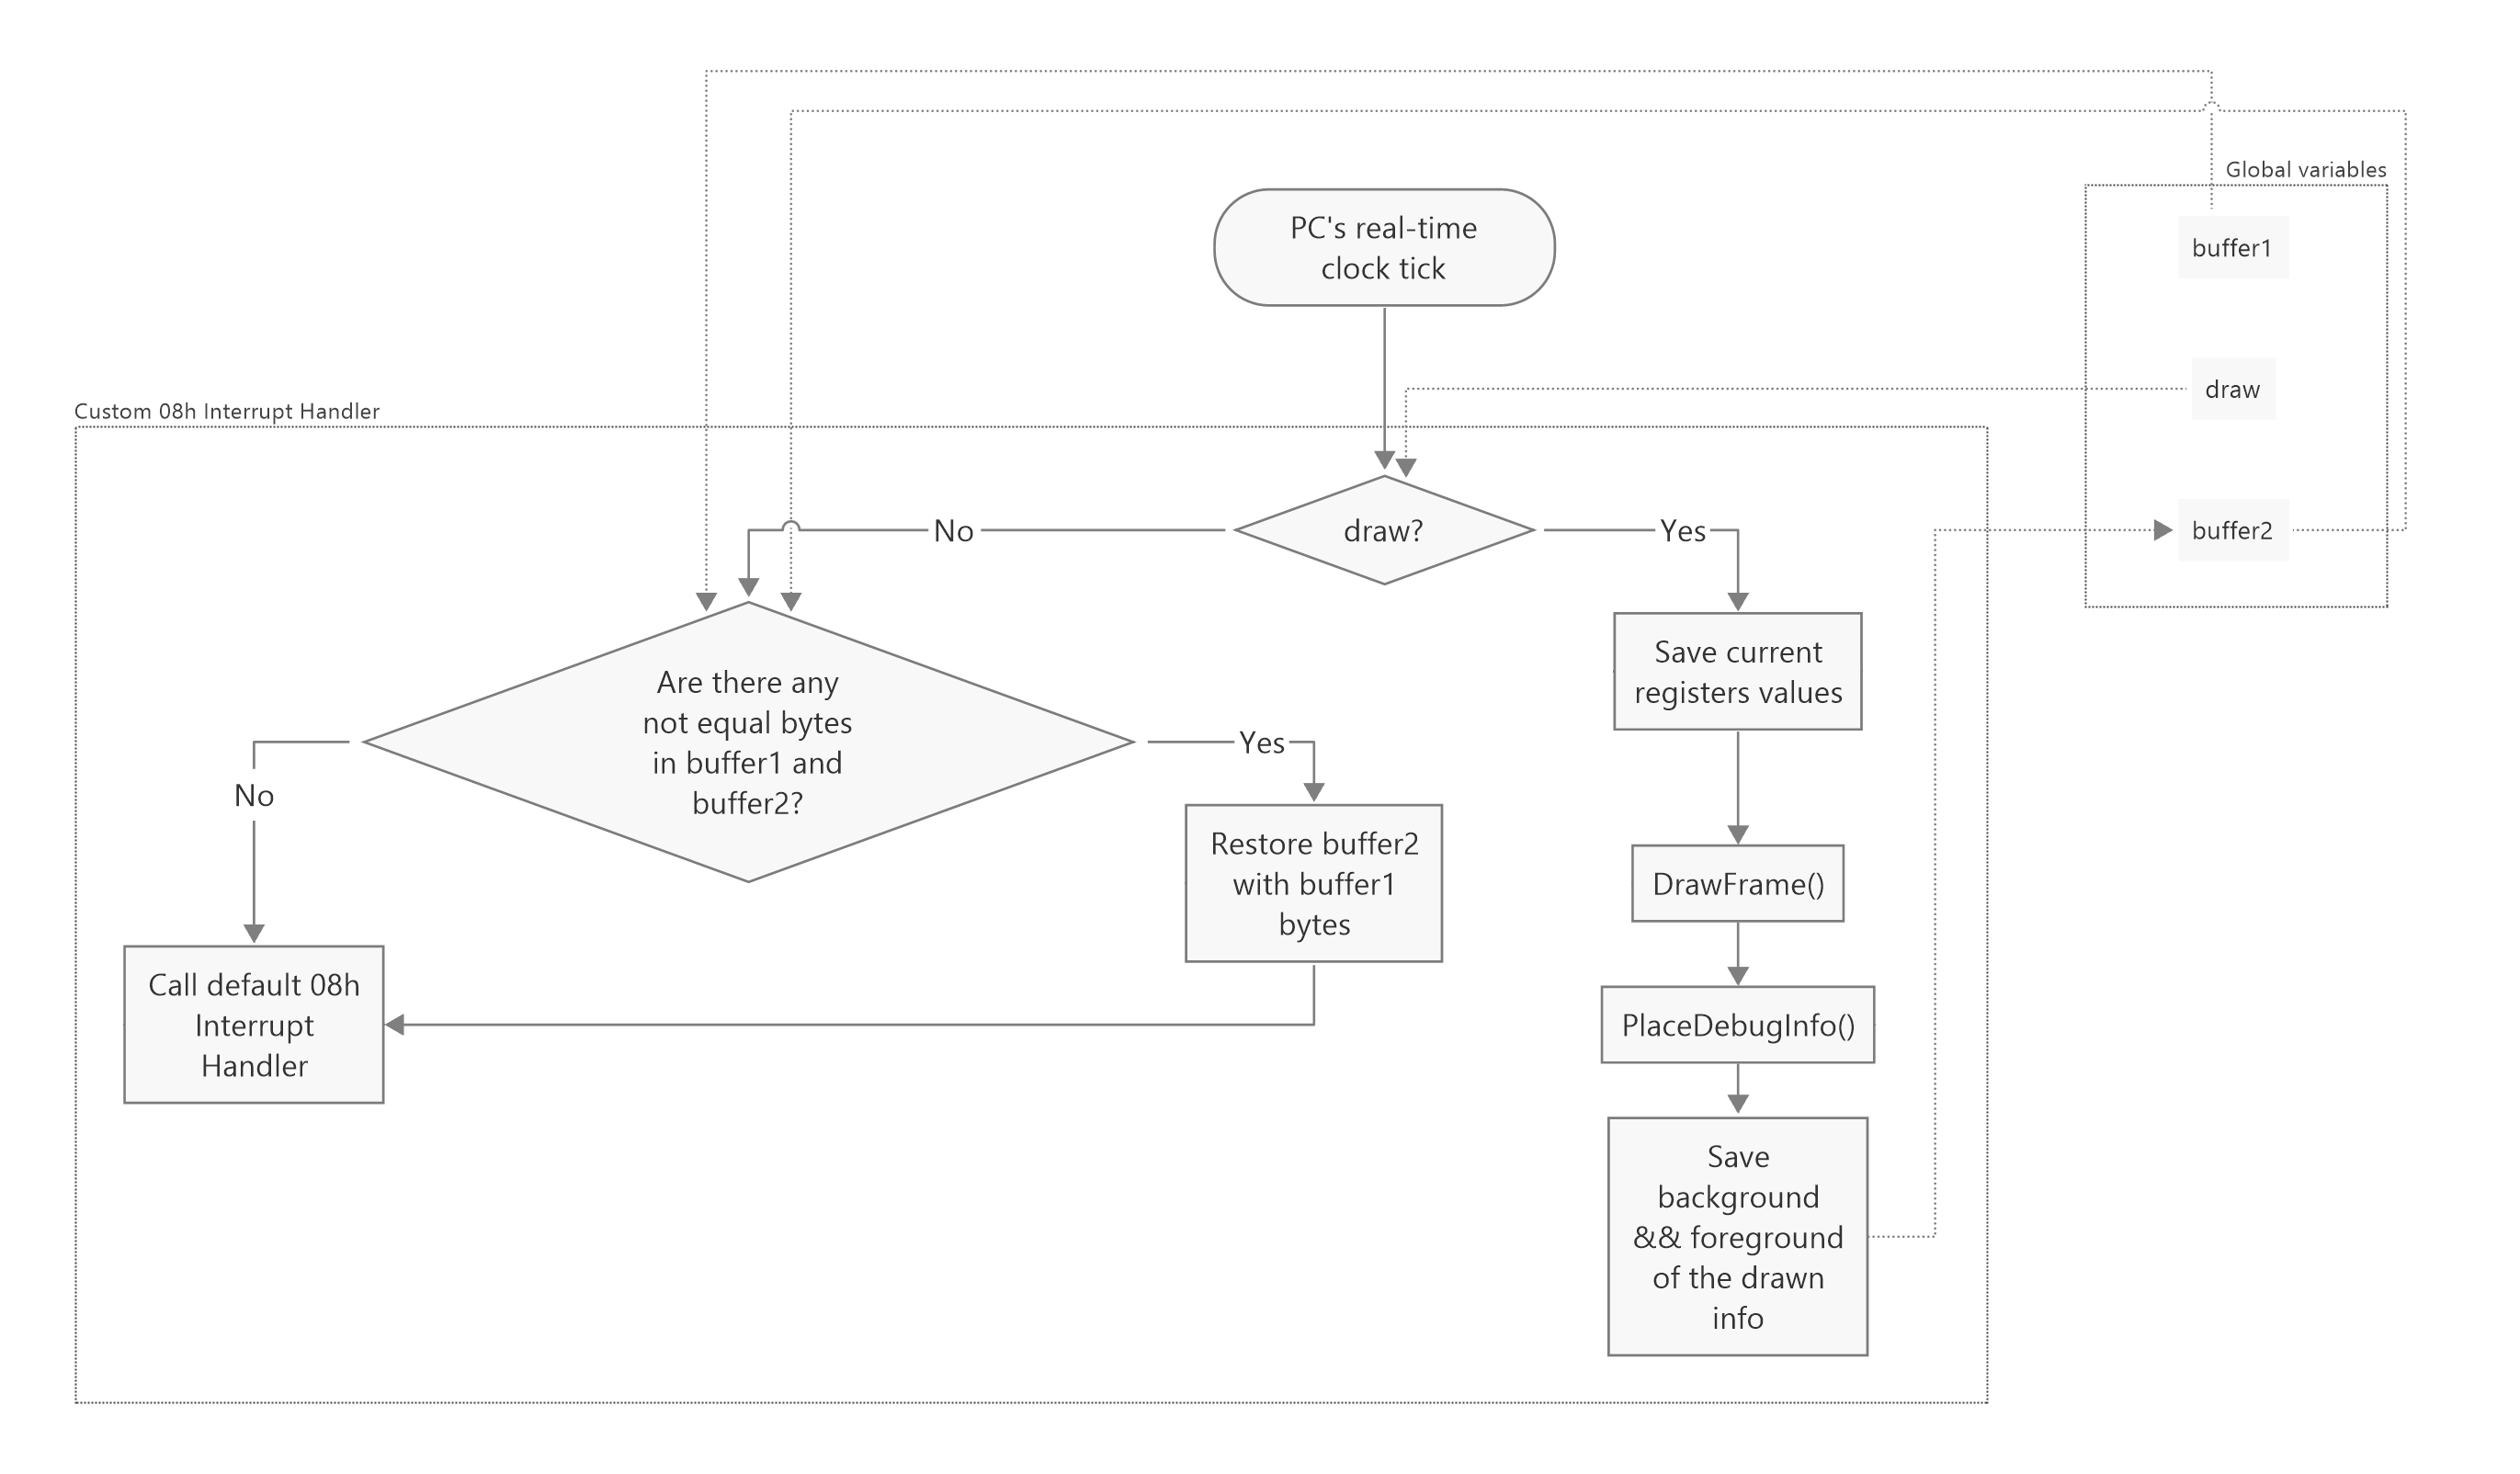 Global variables
PC's real-time
clock tick
buffer1
draw
Custom 08h Interrupt Handler
draw?
No
Yes
buffer2
Save current
registers values
Are there any
not equal bytes
in buffer1 and
buffer2?
No
Yes
Restore buffer2
with buffer1
bytes
DrawFrame()
Call default 08h
Interrupt
Handler
PlaceDebugInfo()
Save
background
&& foreground
of the drawn
info